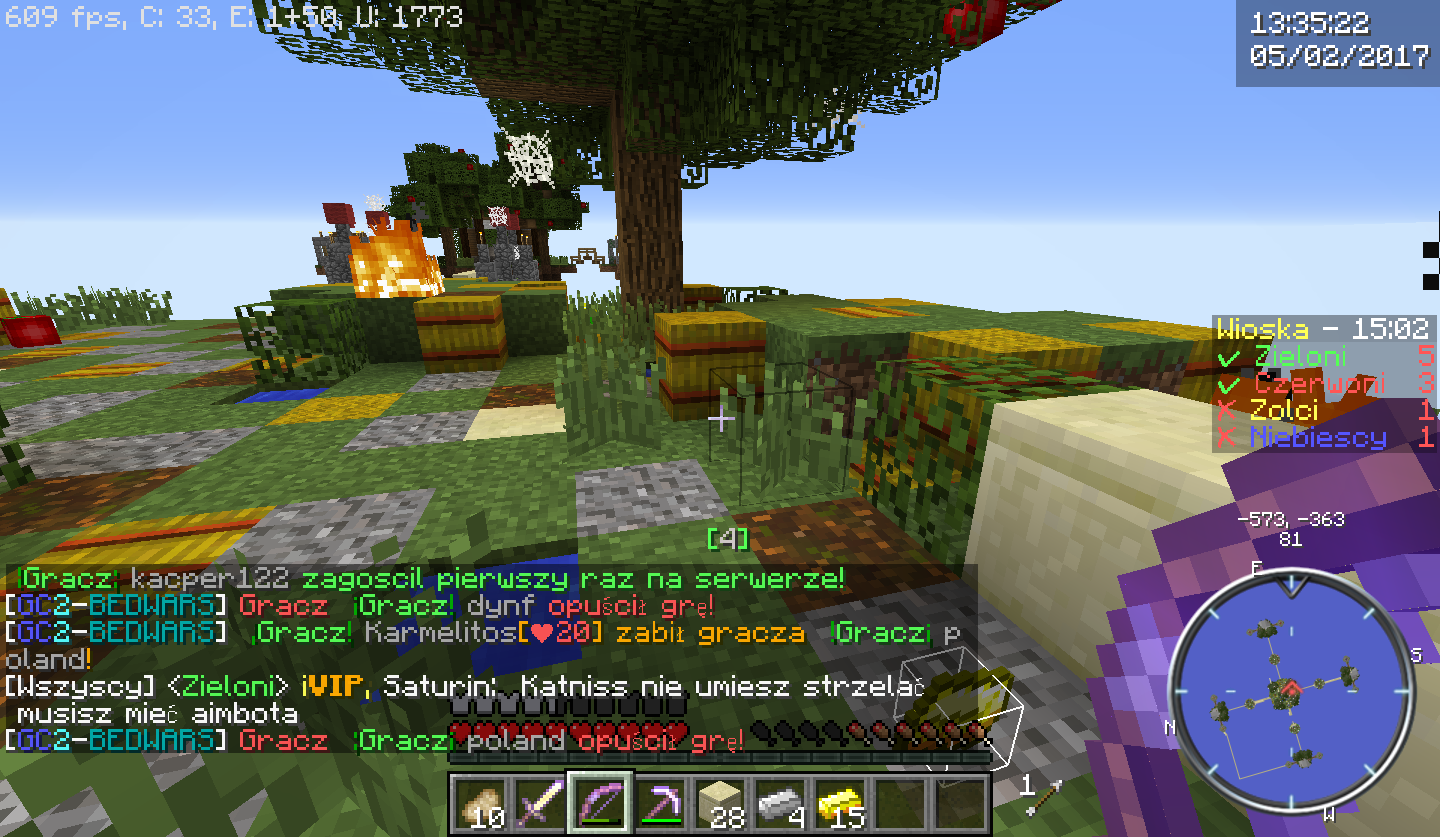 609 fps, C: 33, E: 1+50, U: 1773
13:35:22
05/02/2017
Wioska - 15:02
✓ Zieloni 5
✓ Czerwoni 3
X Zolci 1
X Niebiescy 1
-573, -363
81
[4]
¡Gracz¡ kacper122 zagoscil pierwszy raz na serwerze!
[GC2-BEDWARS] Gracz ¡Gracz! dynf opuścił grę!
[GC2-BEDWARS] ¡Gracz! Karmelitos[♥20] zabił gracza !Gracz¡ p
oland!
[Wszyscy] <Zieloni> iVIP, Saturin: Katniss nie umiesz strzelać
musisz mieć aimbota
[GC2-BEDWARS] Gracz ¡Gracz¡ poland opuścił grę!
E
S
N
W
10
28
4
15
1